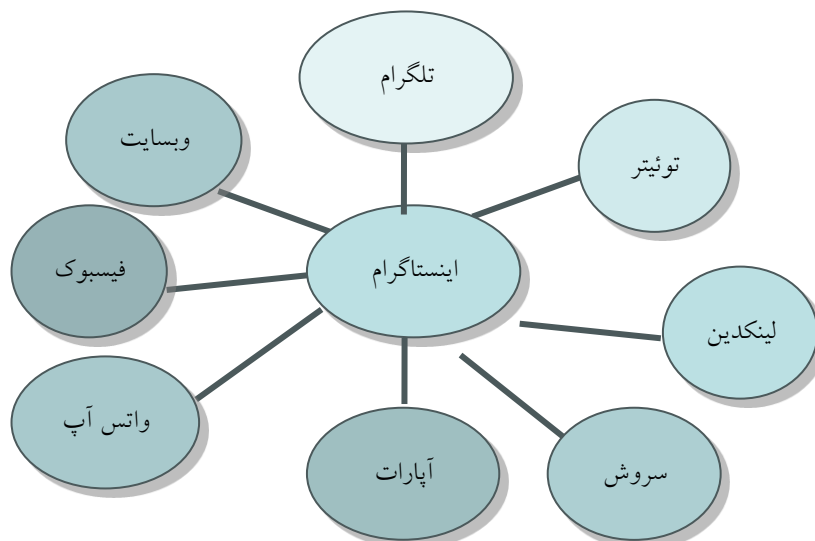 تلگرام
وبسایت
توئیتر
فیسبوک
اینستاگرام
لینکدین
واتس آپ
آپارات
سروش